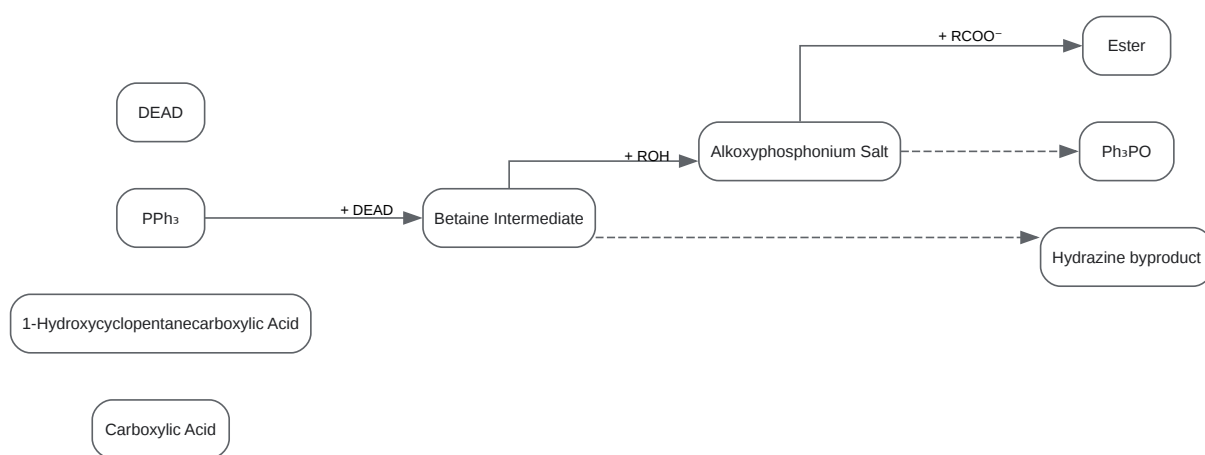 + RCOO⁻
Ester
DEAD
+ ROH
Alkoxyphosphonium Salt
Ph₃PO
PPh₃
+ DEAD
Betaine Intermediate
Hydrazine byproduct
1-Hydroxycyclopentanecarboxylic Acid
Carboxylic Acid